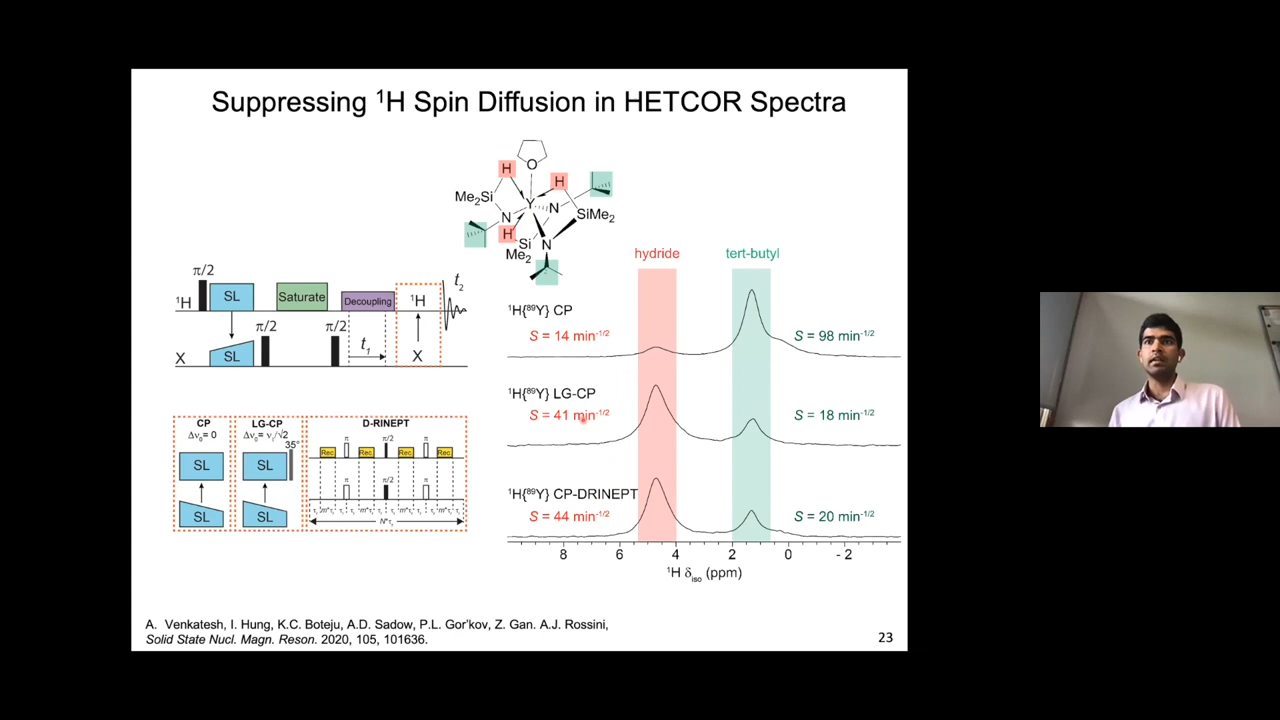 Suppressing ¹H Spin Diffusion in HETCOR Spectra
O
H
H
Me₂Si
Y
N
N
SiMe₂
H
Si
N
Me₂
hydride
tert-butyl
π/2
t₂
¹H
SL
Saturate
Decoupling
¹H
π/2
π/2
t₁
X
SL
X
¹H{⁸⁹Y} CP
S = 14 min⁻¹/²
S = 98 min⁻¹/²
¹H{⁸⁹Y} LG-CP
S = 41 min⁻¹/²
S = 18 min⁻¹/²
¹H{⁸⁹Y} CP-DRINEPT
S = 44 min⁻¹/²
S = 20 min⁻¹/²
8 6 4 2 0 - 2
¹H δiso (ppm)
CP
Δν₀= 0
SL
SL
LG-CP
Δν₀= ν₁/√2
35°
SL
SL
D-RINEPT
π π/2 π
Rec. Rec. Rec. Rec.
π π/2 π
N*τr
A. Venkatesh, I. Hung, K.C. Boteju, A.D. Sadow, P.L. Gor'kov, Z. Gan. A.J. Rossini,
Solid State Nucl. Magn. Reson. 2020, 105, 101636.
23